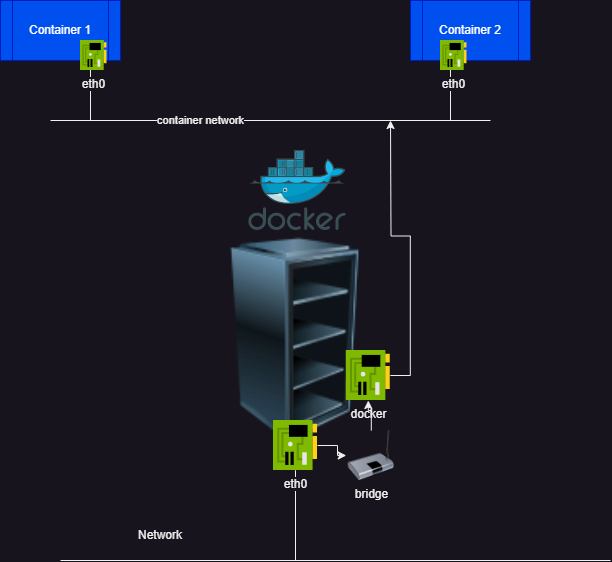 Container 1
Container 2
eth0
eth0
container network
docker
docker
eth0
bridge
Network